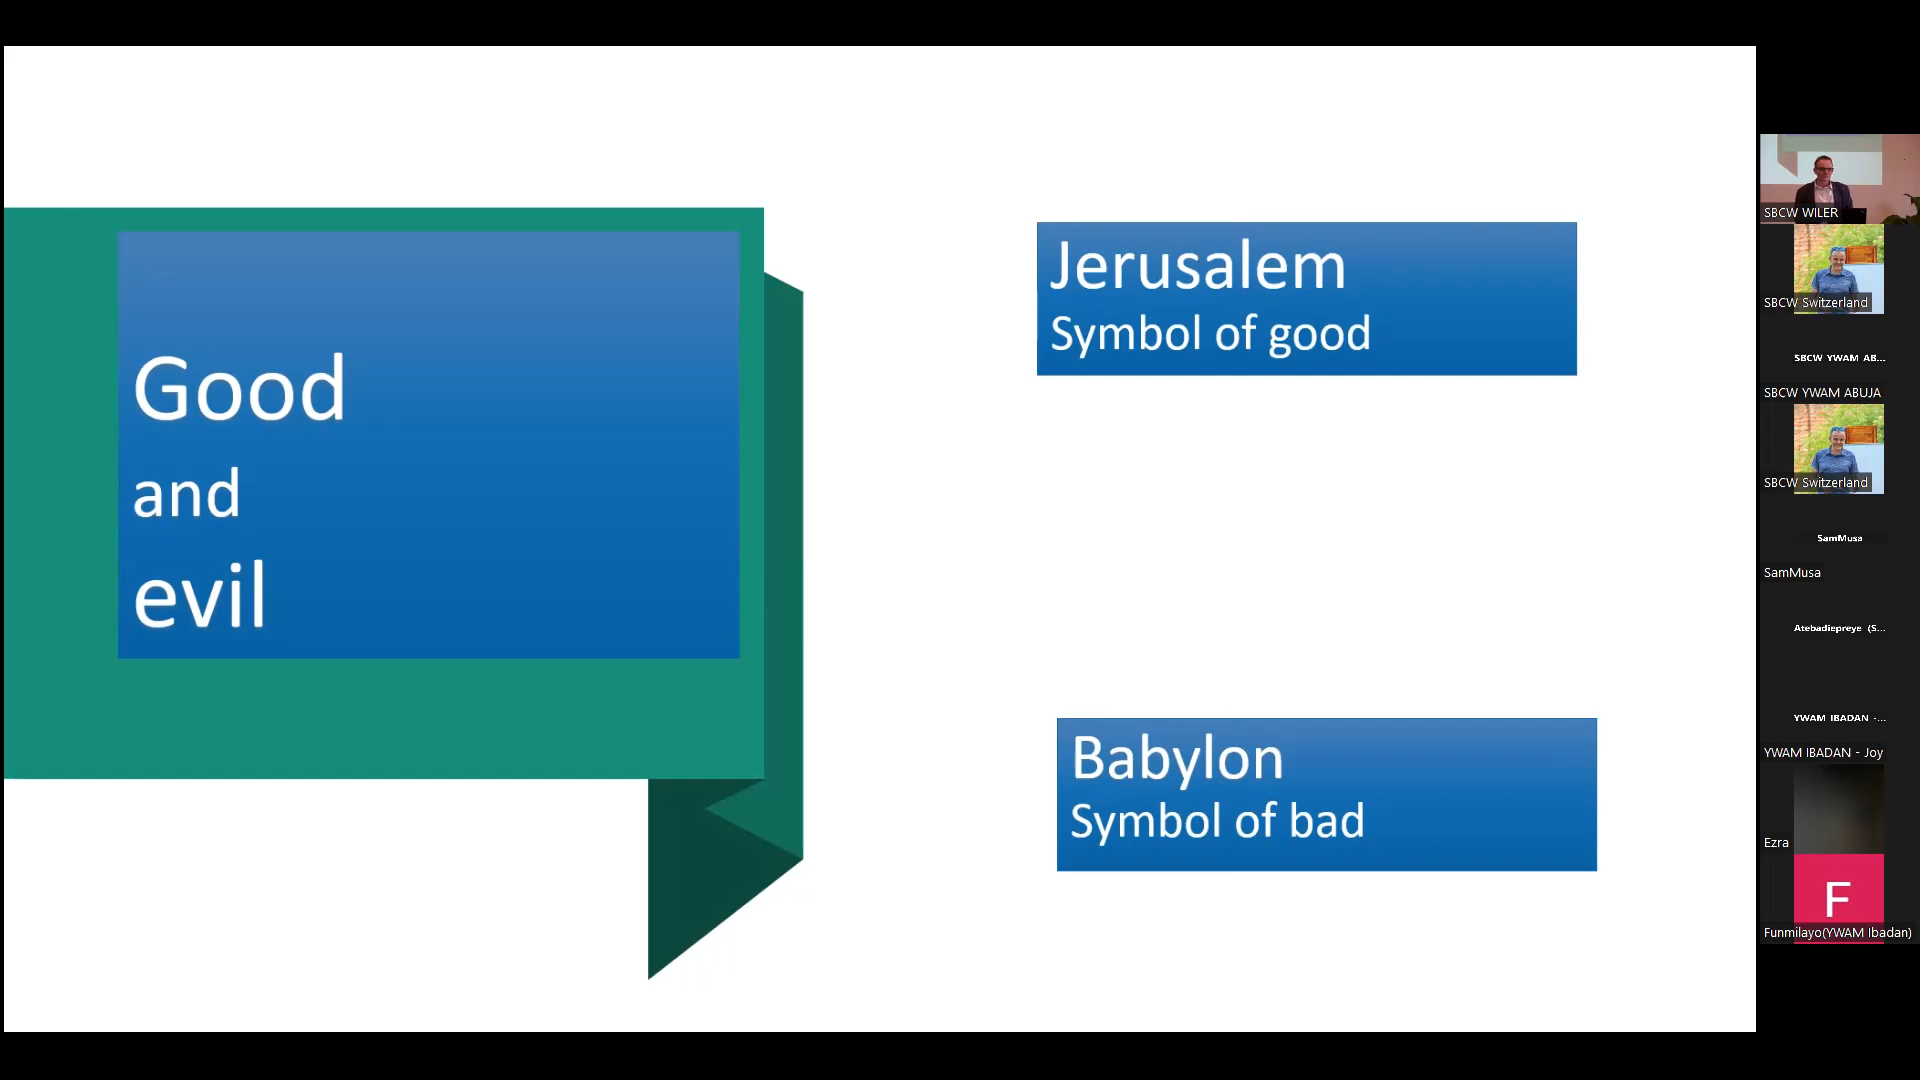 Good
and
evil
Jerusalem
Symbol of good
Babylon
Symbol of bad
SBCW WILER
SBCW Switzerland
SBCW YWAM AB...
SBCW YWAM ABUJA
SBCW Switzerland
SamMusa
SamMusa
Atebadiepreye (S...
YWAM IBADAN -...
YWAM IBADAN - Joy
Ezra
F
Funmilayo(YWAM Ibadan)